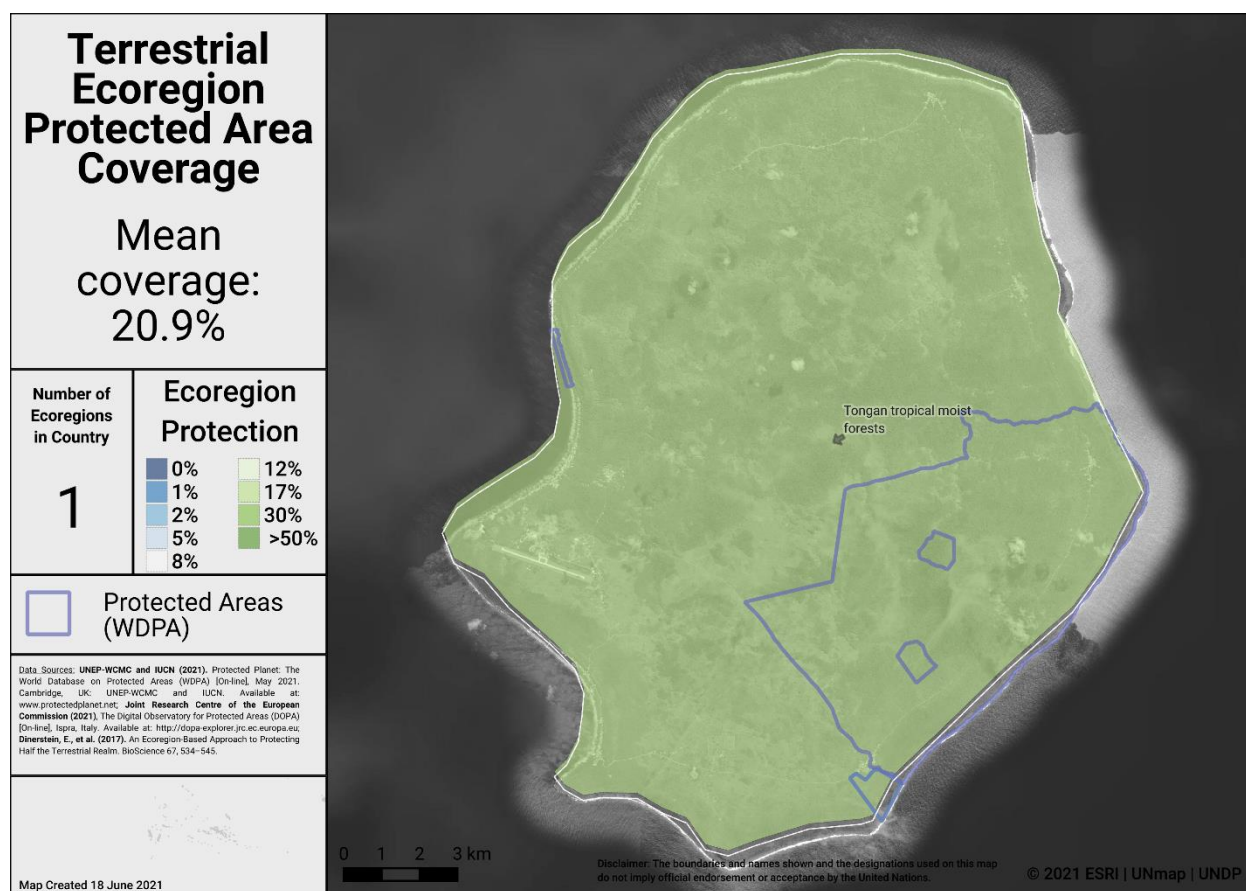 Terrestrial
Ecoregion
Protected Area
Coverage
Mean
coverage:
20.9%
Number of
Ecoregions
in Country
1
Ecoregion
Protection
0%
1%
2%
5%
8%
12%
17%
30%
>50%
Protected Areas
(WDPA)
Data Sources: UNEP-WCMC and IUCN (2021). Protected Planet: The
World Database on Protected Areas (WDPA) [On-line], May 2021.
Cambridge, UK: UNEP-WCMC and IUCN. Available at:
www.protectedplanet.net; Joint Research Centre of the European
Commission (2021), The Digital Observatory for Protected Areas (DOPA)
[On-line], Ispra, Italy. Available at: http://dopa-explorer.jrc.ec.europa.eu;
Dinerstein, E., et al. (2017). An Ecoregion-Based Approach to Protecting
Half the Terrestrial Realm. BioScience 67, 534–545.
Map Created 18 June 2021
Tongan tropical moist
forests
0 1 2 3 km
Disclaimer: The boundaries and names shown and the designations used on this map
do not imply official endorsement or acceptance by the United Nations.
© 2021 ESRI | UNmap | UNDP